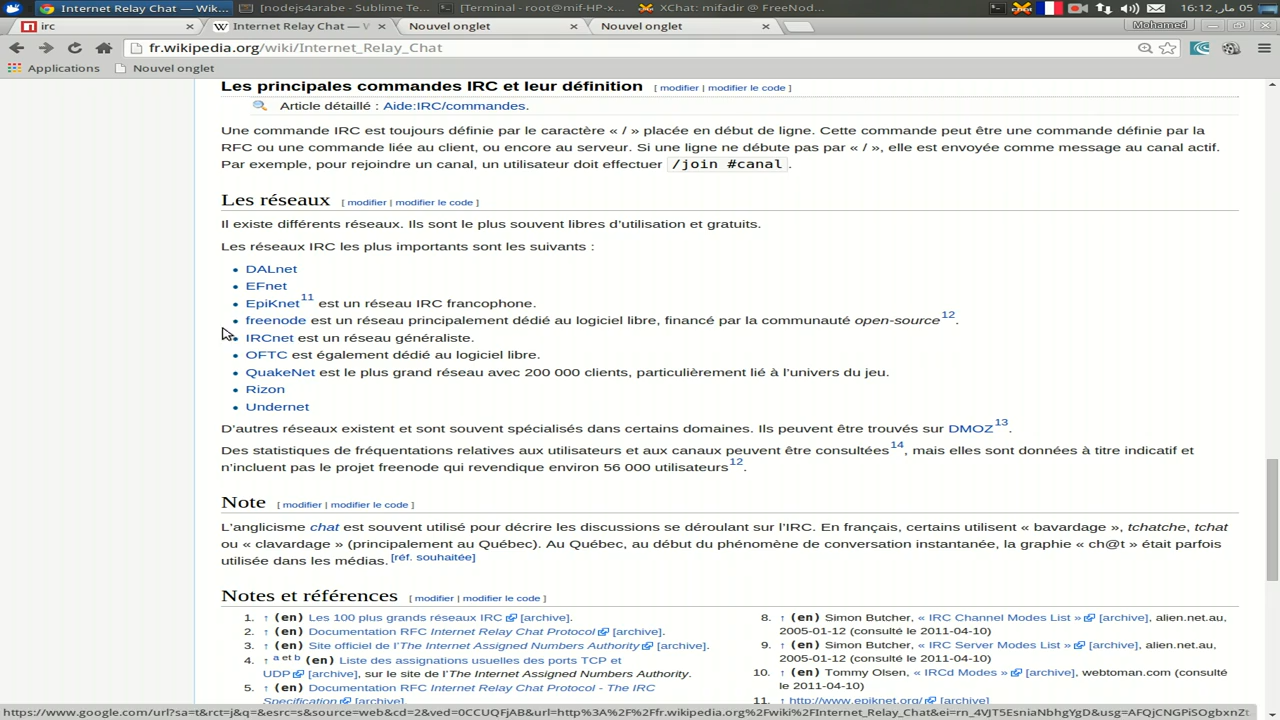 Internet Relay Chat — Wik...
[nodejs4arabe - Sublime Te...
[Terminal - root@mif-HP-x...
XChat: mifadir @ FreeNod...
16:12 ,مار 05
irc
Internet Relay Chat — V
Nouvel onglet
Nouvel onglet
Mohamed
fr.wikipedia.org/wiki/Internet_Relay_Chat
Applications
Nouvel onglet
Les principales commandes IRC et leur définition [ modifier | modifier le code ]
Article détaillé : Aide:IRC/commandes.
Une commande IRC est toujours définie par le caractère « / » placée en début de ligne. Cette commande peut être une commande définie par la
RFC ou une commande liée au client, ou encore au serveur. Si une ligne ne débute pas par « / », elle est envoyée comme message au canal actif.
Par exemple, pour rejoindre un canal, un utilisateur doit effectuer /join #canal .
Les réseaux [ modifier | modifier le code ]
Il existe différents réseaux. Ils sont le plus souvent libres d'utilisation et gratuits.
Les réseaux IRC les plus importants sont les suivants :
• DALnet
• EFnet
• EpiKnet 11 est un réseau IRC francophone.
• freenode est un réseau principalement dédié au logiciel libre, financé par la communauté open-source 12.
• IRCnet est un réseau généraliste.
• OFTC est également dédié au logiciel libre.
• QuakeNet est le plus grand réseau avec 200 000 clients, particulièrement lié à l'univers du jeu.
• Rizon
• Undernet
D'autres réseaux existent et sont souvent spécialisés dans certains domaines. Ils peuvent être trouvés sur DMOZ 13.
Des statistiques de fréquentations relatives aux utilisateurs et aux canaux peuvent être consultées 14, mais elles sont données à titre indicatif et
n'incluent pas le projet freenode qui revendique environ 56 000 utilisateurs 12.
Note [ modifier | modifier le code ]
L'anglicisme chat est souvent utilisé pour décrire les discussions se déroulant sur l'IRC. En français, certains utilisent « bavardage », tchatche, tchat
ou « clavardage » (principalement au Québec). Au Québec, au début du phénomène de conversation instantanée, la graphie « ch@t » était parfois
utilisée dans les médias. [réf. souhaitée]
Notes et références [ modifier | modifier le code ]
1. ↑ (en) Les 100 plus grands réseaux IRC [archive].
2. ↑ (en) Documentation RFC Internet Relay Chat Protocol [archive].
3. ↑ (en) Site officiel de l'The Internet Assigned Numbers Authority [archive].
4. ↑ a et b (en) Liste des assignations usuelles des ports TCP et
UDP [archive], sur le site de l'The Internet Assigned Numbers Authority.
5. ↑ (en) Documentation RFC Internet Relay Chat Protocol - The IRC
Specification [archive].
8. ↑ (en) Simon Butcher, « IRC Channel Modes List » [archive], alien.net.au,
2005-01-12 (consulté le 2011-04-10)
9. ↑ (en) Simon Butcher, « IRC Server Modes List » [archive], alien.net.au,
2005-01-12 (consulté le 2011-04-10)
10. ↑ (en) Tommy Olsen, « IRCd Modes » [archive], webtoman.com (consulté
le 2011-04-10)
11. ↑ http://www.epiknet.org/ [archive]